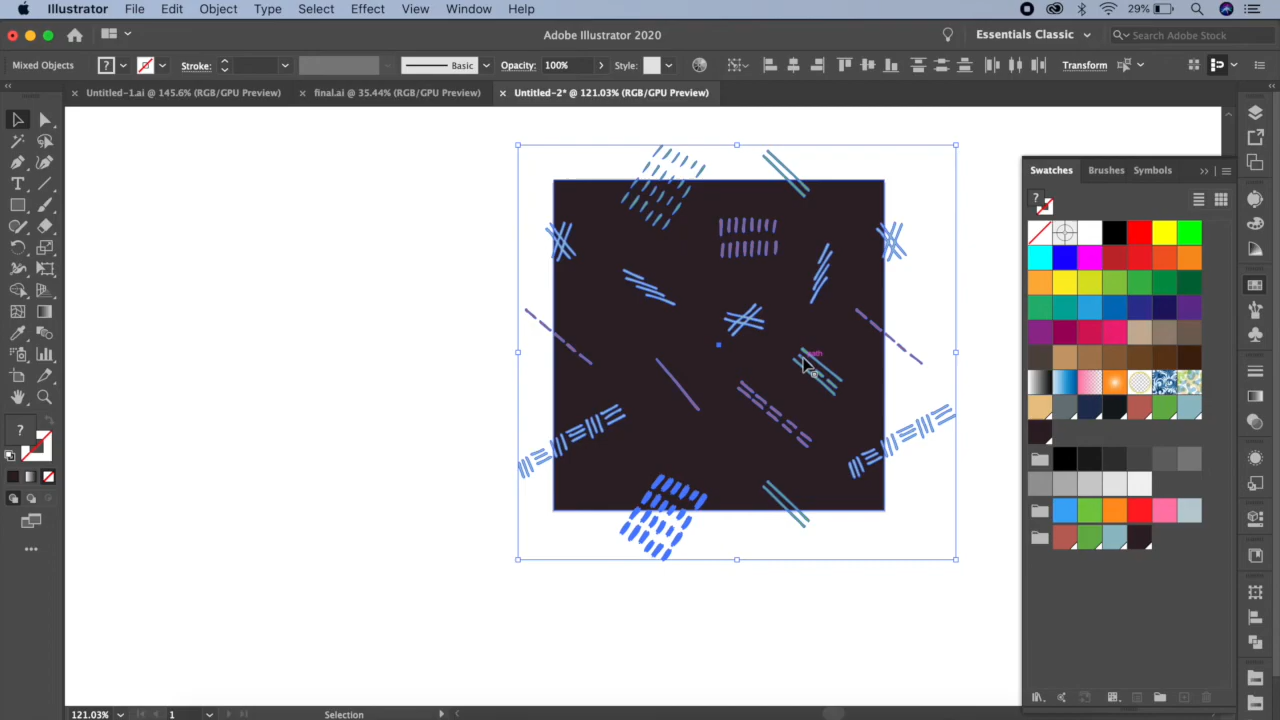 Illustrator File Edit Object Type Select Effect View Window Help 29%
Adobe Illustrator 2020 Essentials Classic Search Adobe Stock
Mixed Objects ? Stroke: Basic Opacity: 100% Style: Transform
Untitled-1.ai @ 145.6% (RGB/GPU Preview) final.ai @ 35.44% (RGB/GPU Preview) Untitled-2* @ 121.03% (RGB/GPU Preview)
Swatches Brushes Symbols
?
path
?
121.03% 1 Selection